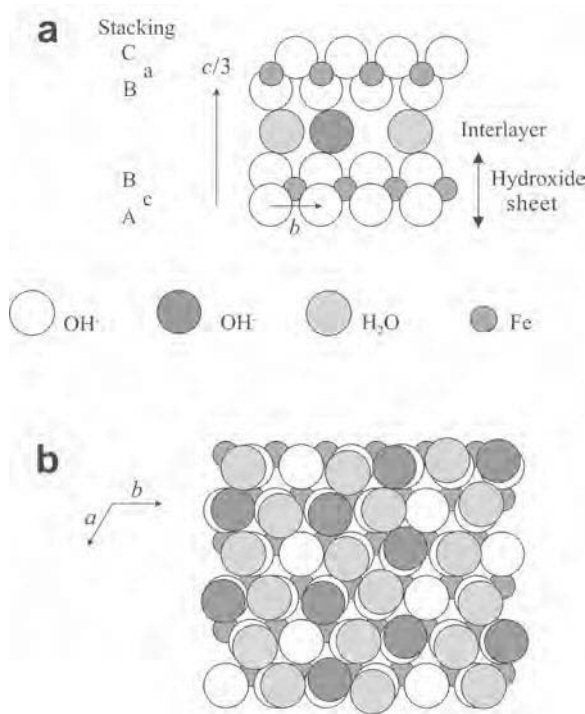 a
Stacking
C
a
B
c/3
B
c
A
b
Interlayer
Hydroxide
sheet
OH-
OH-
H₂O
Fe
b
b
a